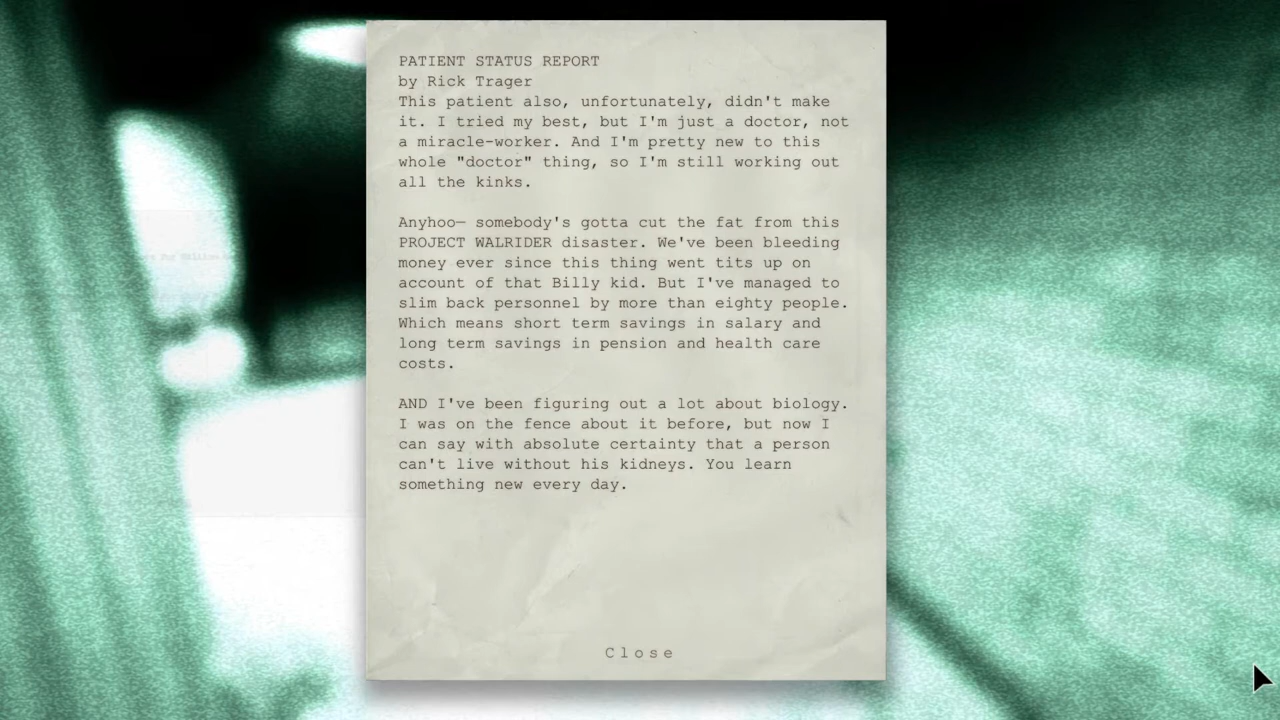 PATIENT STATUS REPORT
by Rick Trager
This patient also, unfortunately, didn't make
it. I tried my best, but I'm just a doctor, not
a miracle-worker. And I'm pretty new to this
whole "doctor" thing, so I'm still working out
all the kinks.
Anyhoo— somebody's gotta cut the fat from this
PROJECT WALRIDER disaster. We've been bleeding
money ever since this thing went tits up on
account of that Billy kid. But I've managed to
slim back personnel by more than eighty people.
Which means short term savings in salary and
long term savings in pension and health care
costs.
AND I've been figuring out a lot about biology.
I was on the fence about it before, but now I
can say with absolute certainty that a person
can't live without his kidneys. You learn
something new every day.
Close